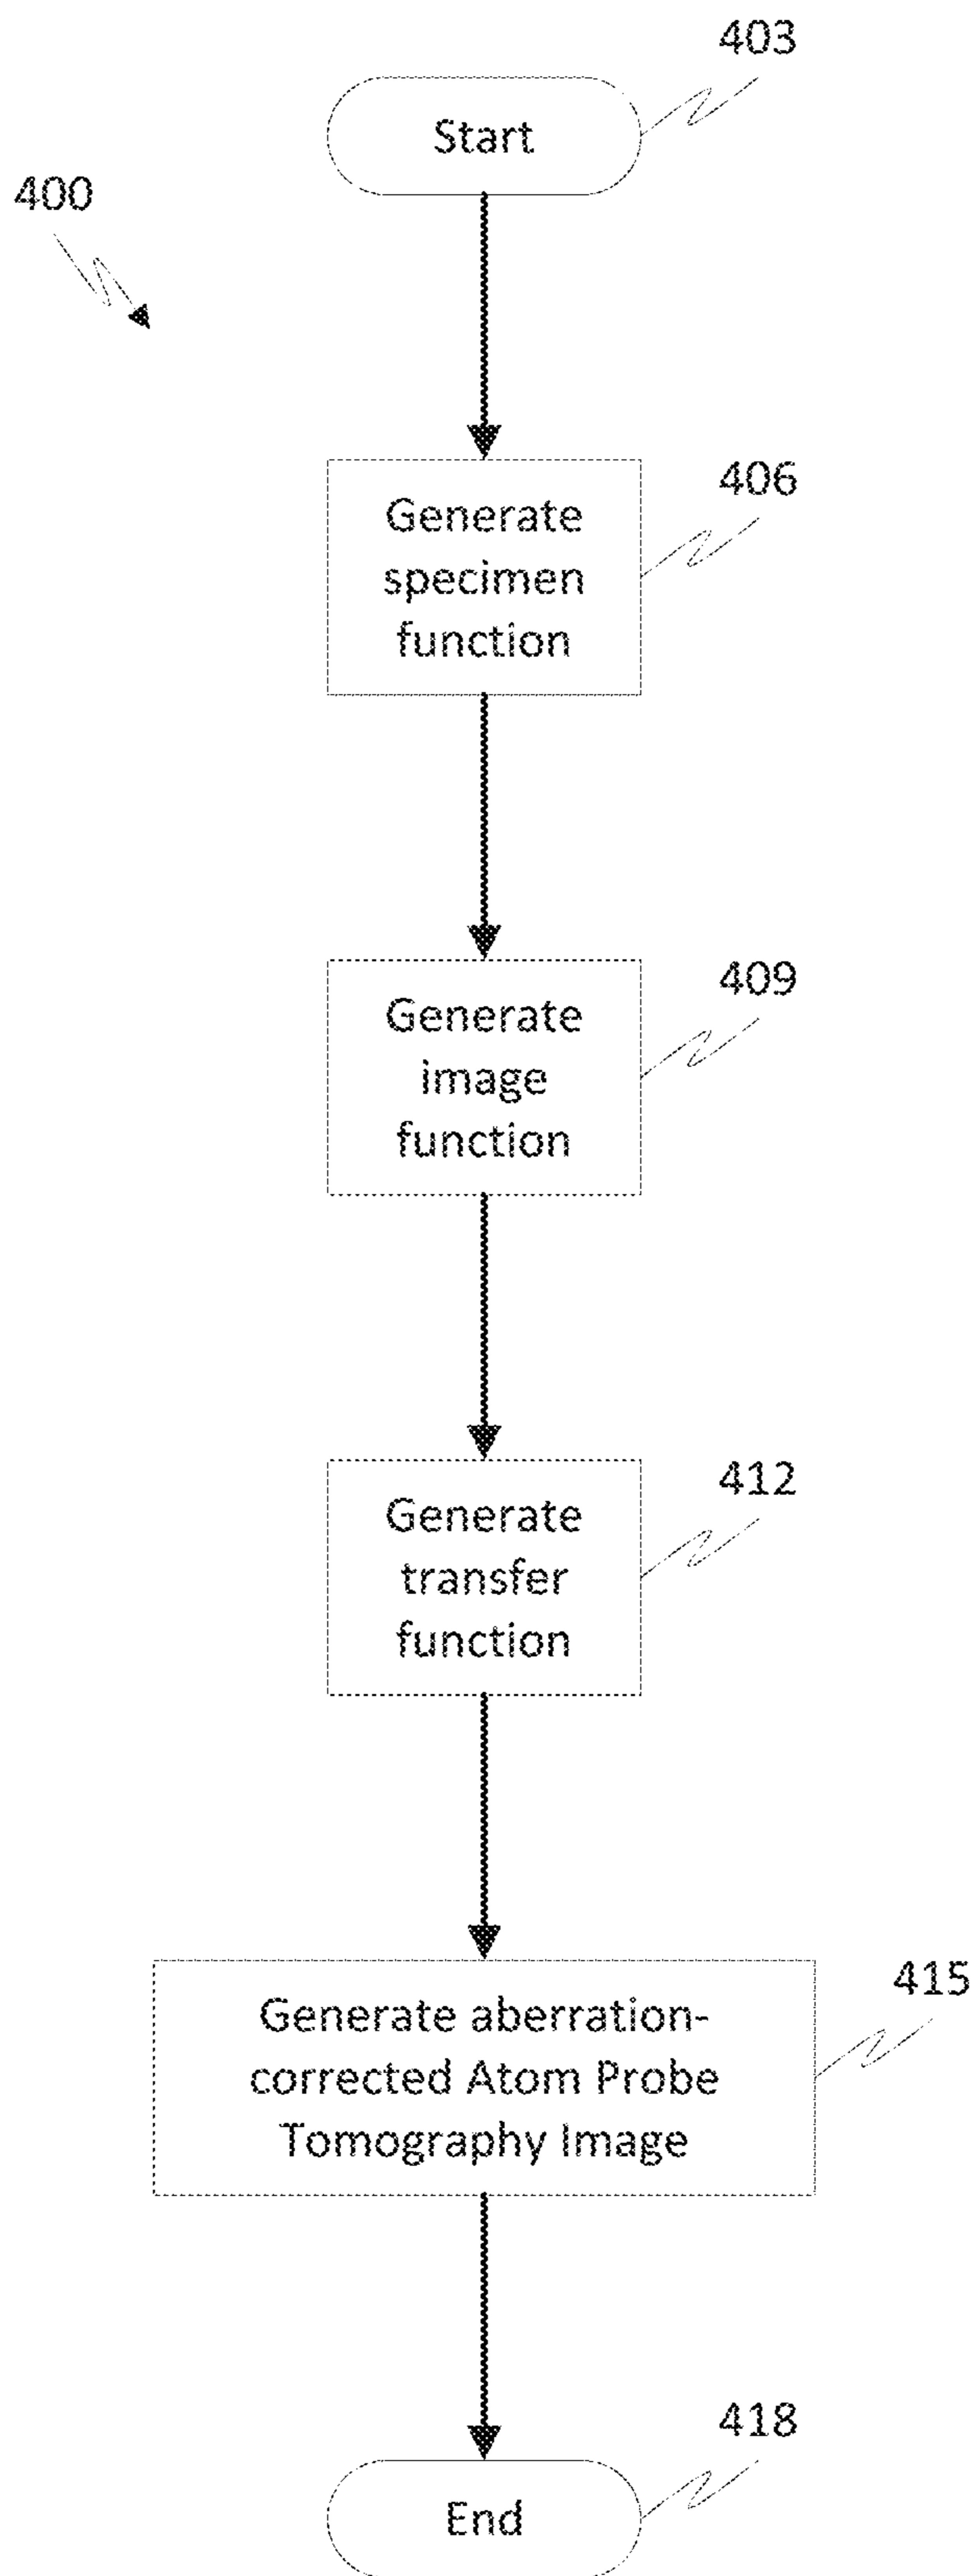 403
Start
400
406
Generate
specimen
function
409
Generate
image
function
412
Generate
transfer
function
415
Generate aberration-
corrected Atom Probe
Tomography Image
418
End